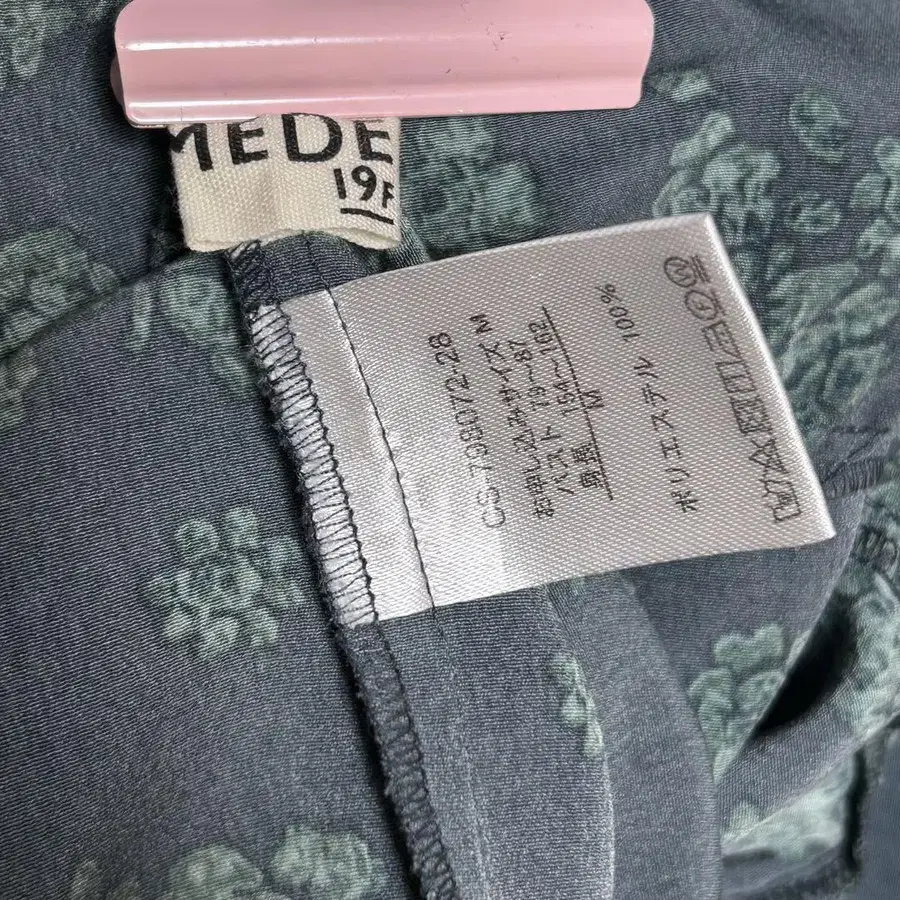 MEDE
19F
CS-799072-28
お申し込みサイズ M
バスト 79〜87
身長 154〜162
M
ポリエステル 100%